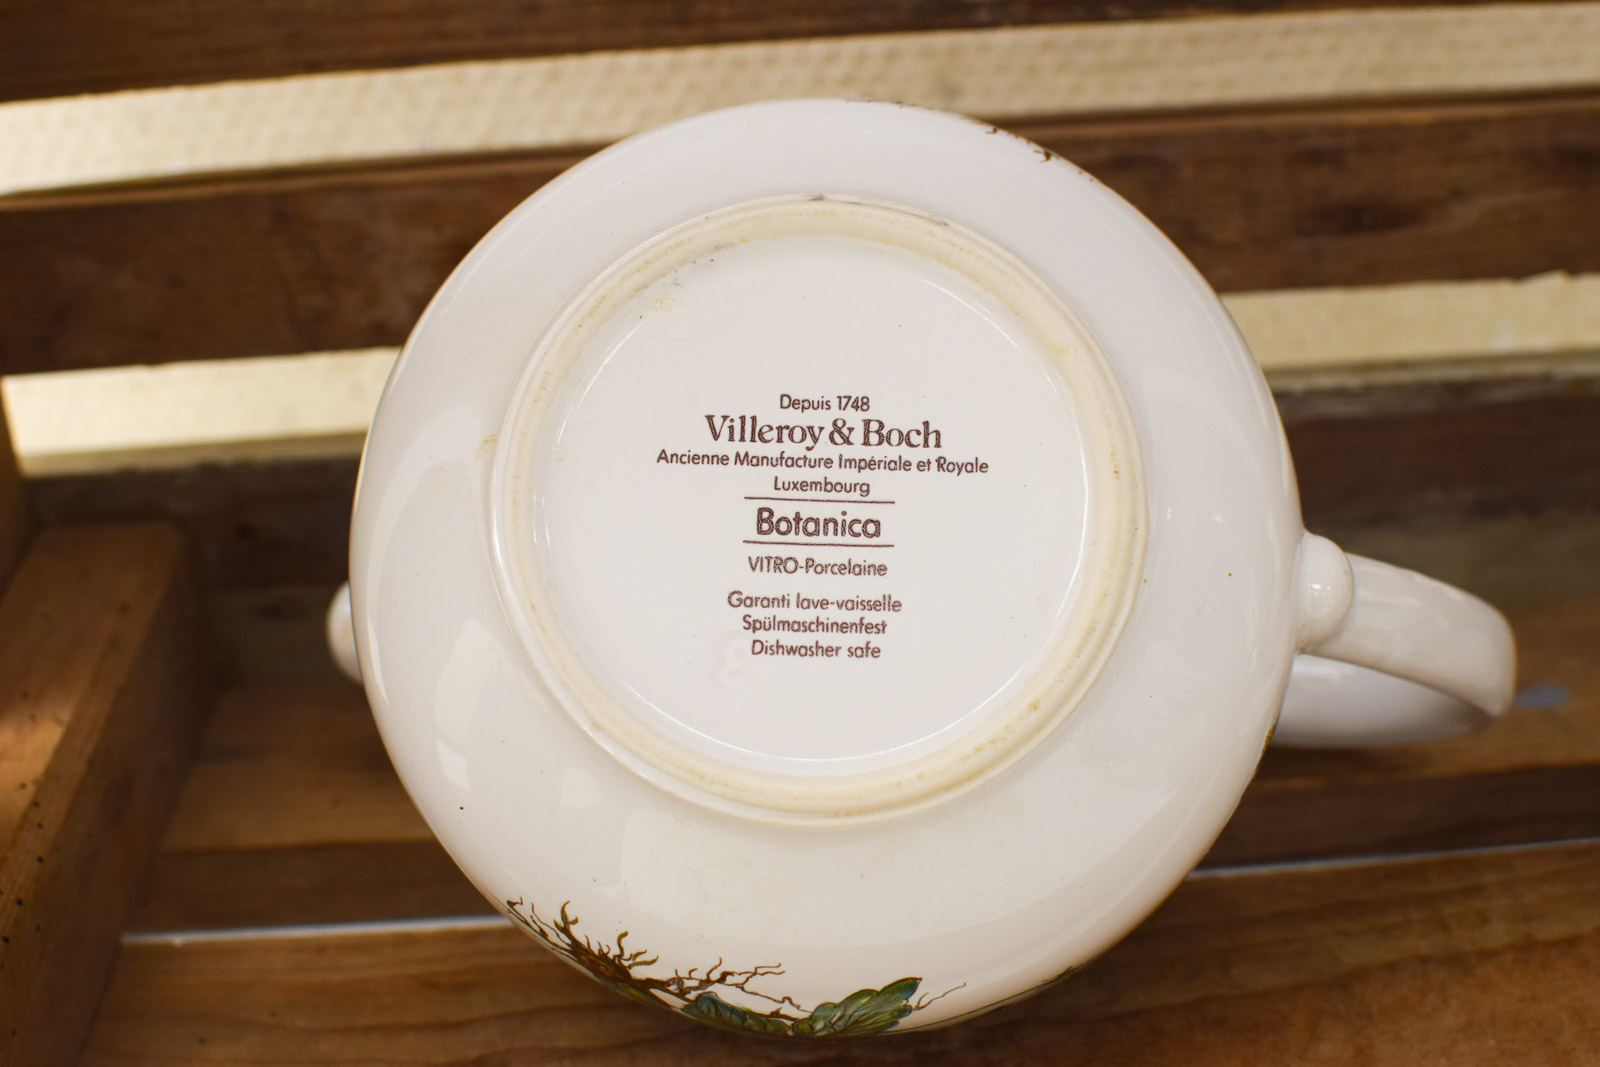 Depuis 1748
Villeroy & Boch
Ancienne Manufacture Impériale et Royale
Luxembourg
Botanica
VITRO-Porcelaine
Garanti lave-vaisselle
Spülmaschinenfest
Dishwasher safe